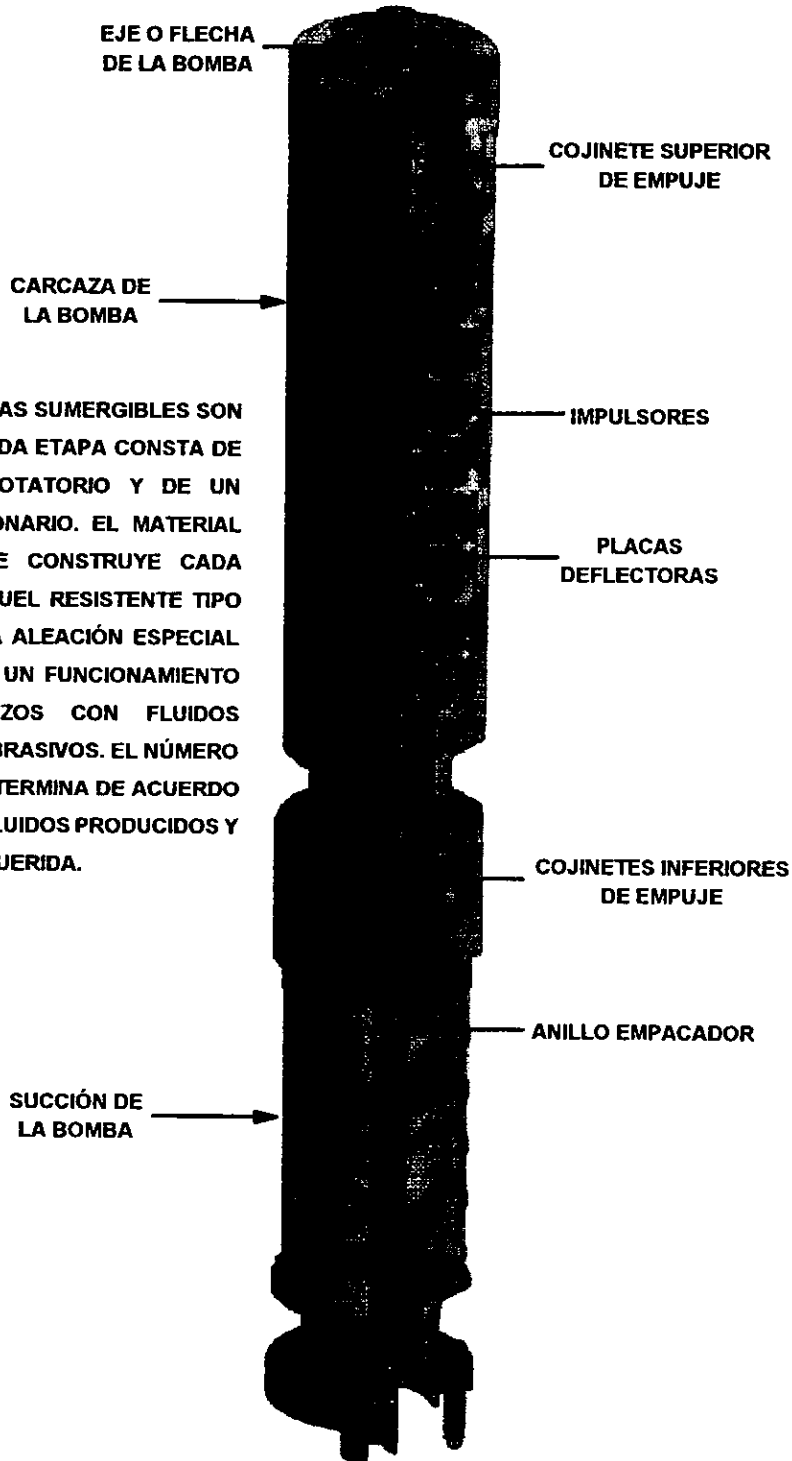 EJE O FLECHA
DE LA BOMBA
COJINETE SUPERIOR
DE EMPUJE
CARCAZA DE
LA BOMBA
AS SUMERGIBLES SON
DA ETAPA CONSTA DE
OTATORIO Y DE UN
ONARIO. EL MATERIAL
E CONSTRUYE CADA
UEL RESISTENTE TIPO
A ALEACIÓN ESPECIAL
UN FUNCIONAMIENTO
ZOS CON FLUIDOS
BRASIVOS. EL NÚMERO
TERMINA DE ACUERDO
LUIDOS PRODUCIDOS Y
UERIDA.
IMPULSORES
PLACAS
DEFLECTORAS
COJINETES INFERIORES
DE EMPUJE
ANILLO EMPACADOR
SUCCIÓN DE
LA BOMBA